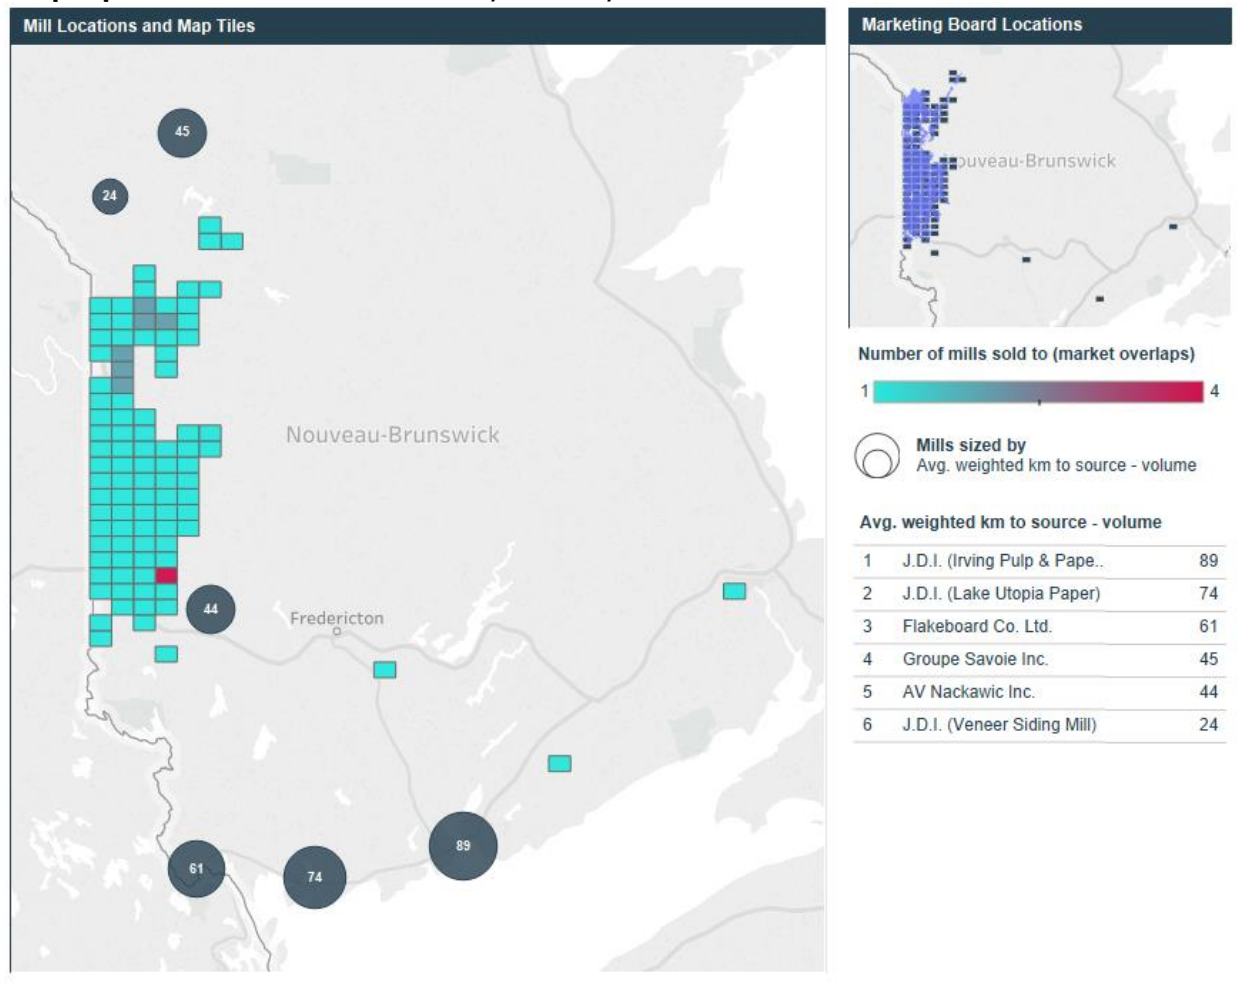 Mill Locations and Map Tiles
45
24
Nouveau-Brunswick
44
Fredericton
89
61
74
Marketing Board Locations
ouveau-Brunswick
Number of mills sold to (market overlaps)
1 4
Mills sized by
Avg. weighted km to source - volume
Avg. weighted km to source - volume
1 J.D.I. (Irving Pulp & Pape.. 89
2 J.D.I. (Lake Utopia Paper) 74
3 Flakeboard Co. Ltd. 61
4 Groupe Savoie Inc. 45
5 AV Nackawic Inc. 44
6 J.D.I. (Veneer Siding Mill) 24